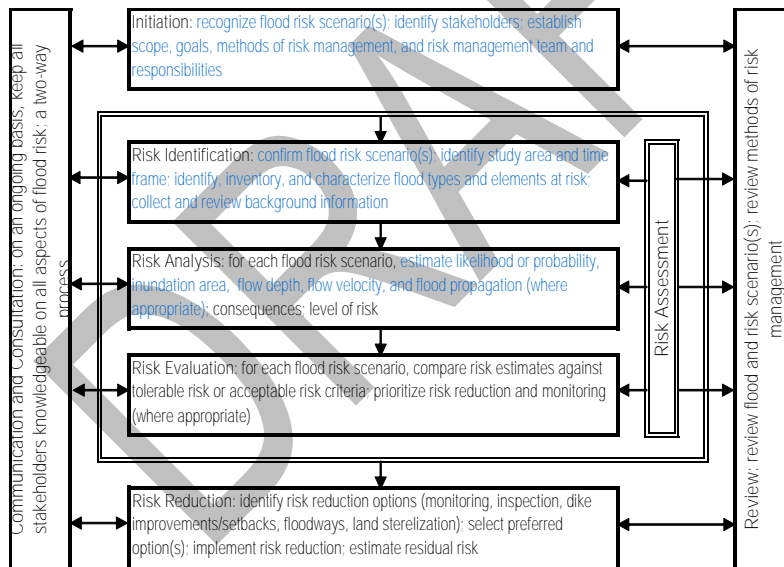 Communication and Consultation: on an ongoing basis, keep all
stakeholders knowledgeable on all aspects of flood risk; a two-way
process
Initiation: recognize flood risk scenario(s); identify stakeholders; establish
scope, goals, methods of risk management, and risk management team and
responsibilities
Risk Identification: confirm flood risk scenario(s); identify study area and time
frame; identify, inventory, and characterize flood types and elements at risk;
collect and review background information
Risk Analysis: for each flood risk scenario, estimate likelihood or probability,
inundation area, flow depth, flow velocity, and flood propagation (where
appropriate); consequences; level of risk
Risk Evaluation: for each flood risk scenario, compare risk estimates against
tolerable risk or acceptable risk criteria; prioritize risk reduction and monitoring
(where appropriate)
Risk Assessment
Risk Reduction: identify risk reduction options (monitoring, inspection, dike
improvements/setbacks, floodways, land sterelization); select preferred
option(s); implement risk reduction; estimate residual risk
Review: review flood and risk scenario(s); review methods of risk
management
DRAF